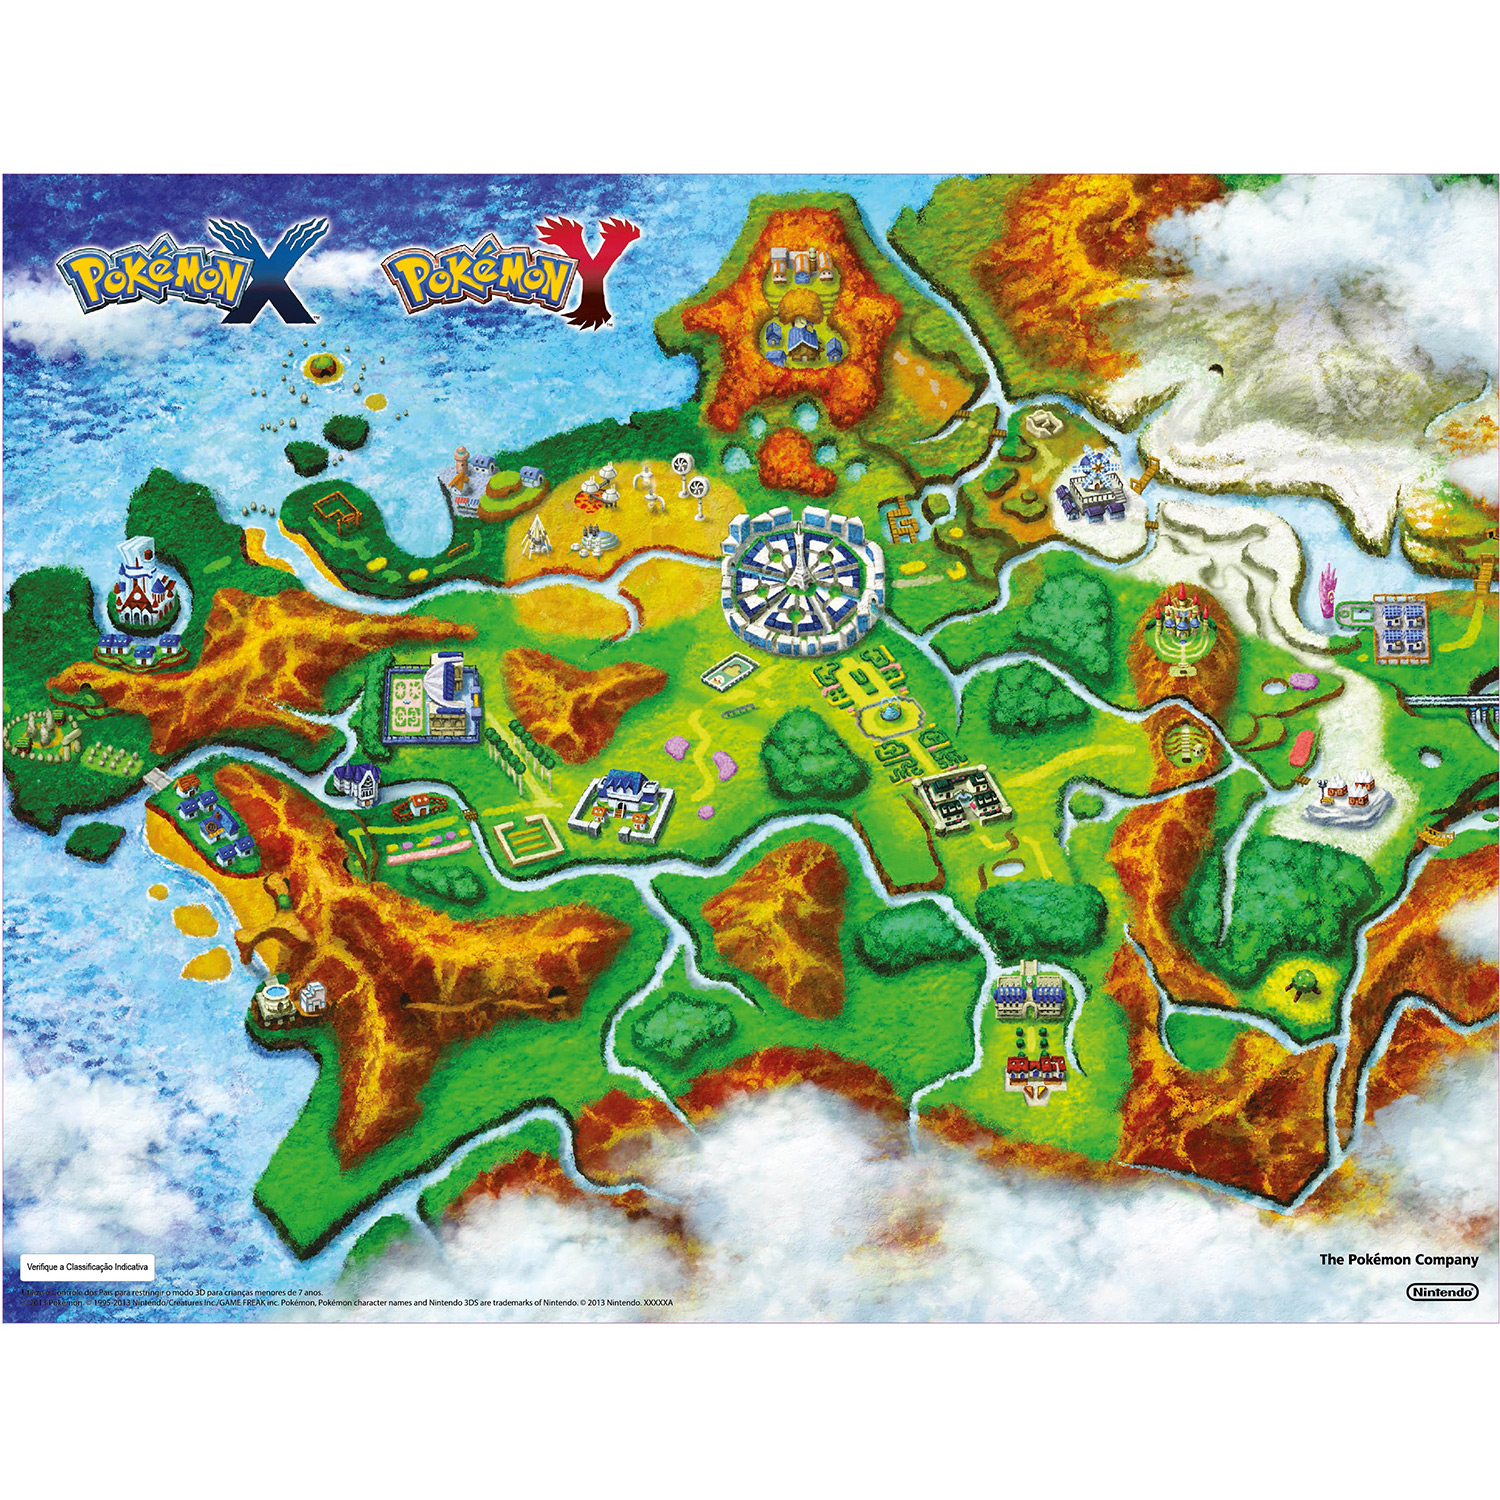 POKéMON X
POKéMON Y
TM
TM
The Pokémon Company
Nintendo®
Verifique a Classificação Indicativa
Controle dos Pais para restringir o modo 3D para crianças menores de 7 anos.
2013 Pokémon. © 1995-2013 Nintendo/Creatures Inc./GAME FREAK inc. Pokémon, Pokémon character names and Nintendo 3DS are trademarks of Nintendo. © 2013 Nintendo. XXXXXA